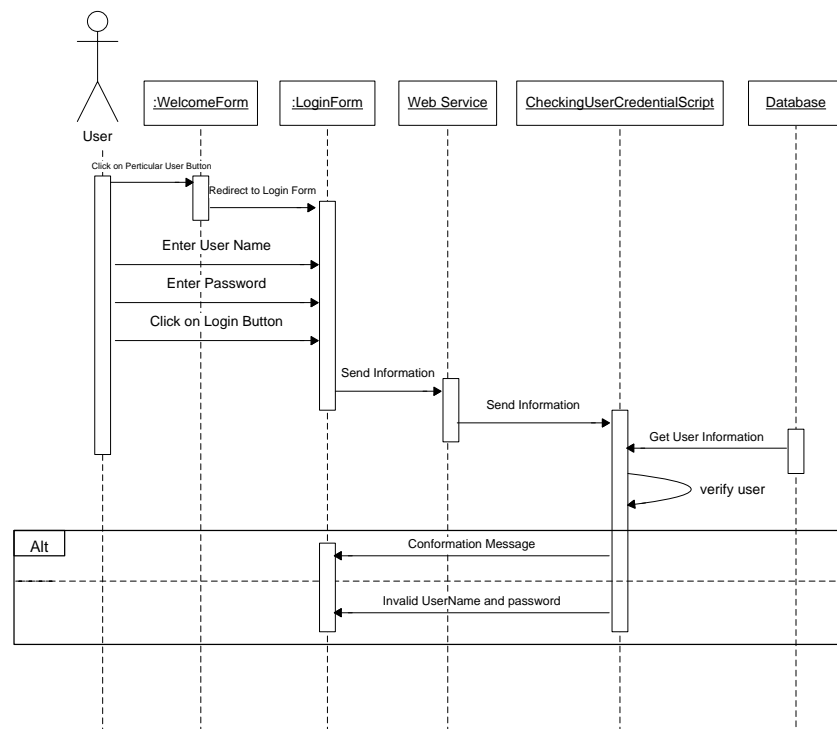 :WelcomeForm
:LoginForm
Web Service
CheckingUserCredentialScript
Database
User
Click on Perticular User Button
Redirect to Login Form
Enter User Name
Enter Password
Click on Login Button
Send Information
Send Information
Get User Information
verify user
Alt
Conformation Message
Invalid UserName and password